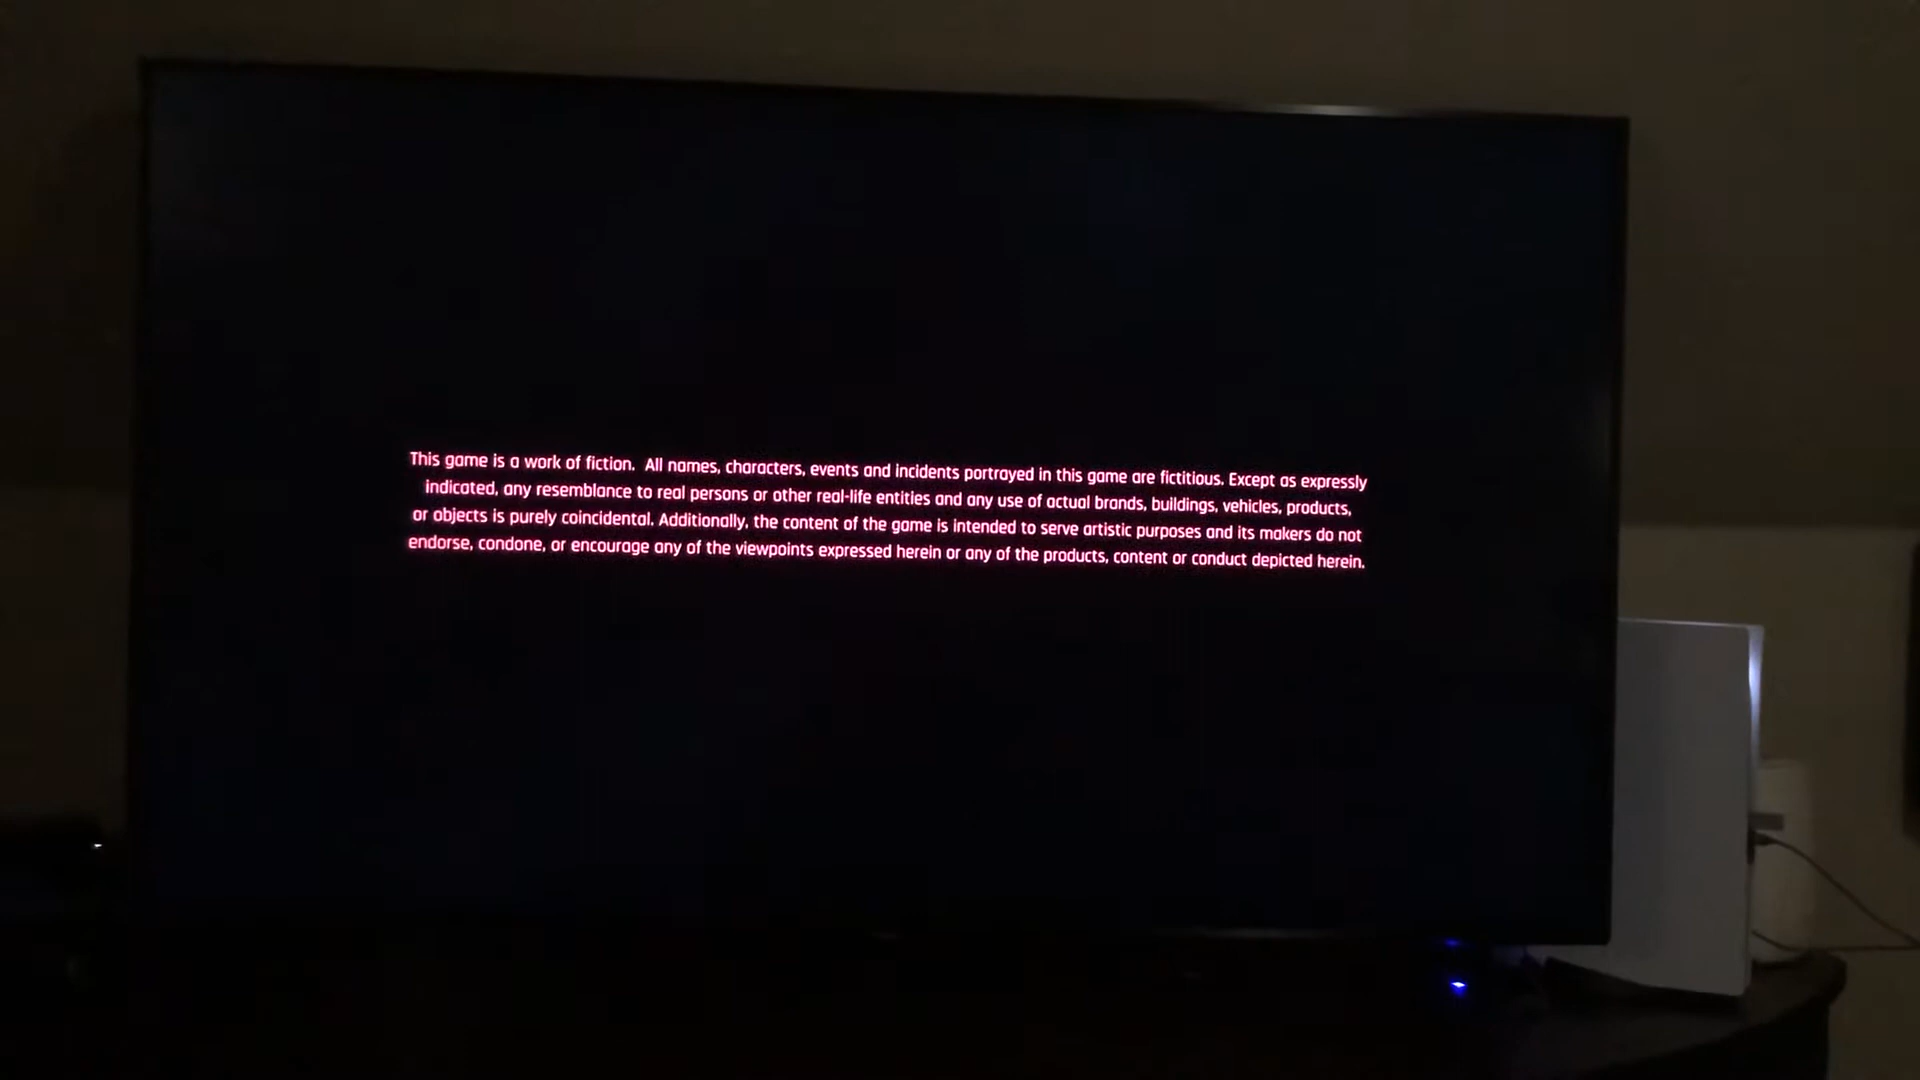 This game is a work of fiction.  All names, characters, events and incidents portrayed in this game are fictitious. Except as expressly
indicated, any resemblance to real persons or other real-life entities and any use of actual brands, buildings, vehicles, products,
or objects is purely coincidental. Additionally, the content of the game is intended to serve artistic purposes and its makers do not
endorse, condone, or encourage any of the viewpoints expressed herein or any of the products, content or conduct depicted herein.